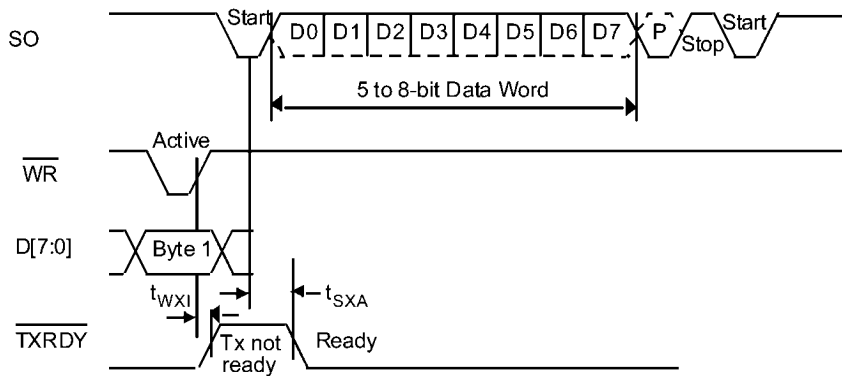 Start
SO
D0 D1 D2 D3 D4 D5 D6 D7 P
Stop
Start
5 to 8-bit Data Word
Active
WR
D[7:0]
Byte 1
tWXI
tSXA
TXRDY
Tx not
ready
Ready